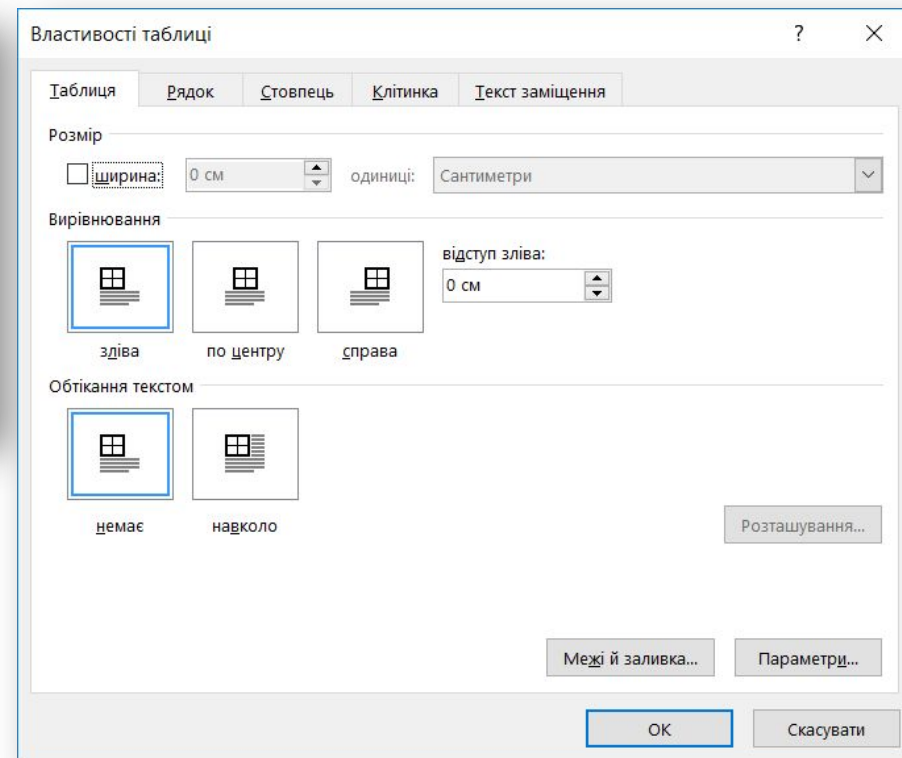 Властивості таблиці ?
Таблиця Рядок Стовпець Клітинка Текст заміщення
Розмір
ширина: 0 см одиниці: Сантиметри
Вирівнювання
відступ зліва:
0 см
зліва по центру справа
Обтікання текстом
немає навколо
Розташування...
Межі й заливка... Параметри...
ОК Скасувати